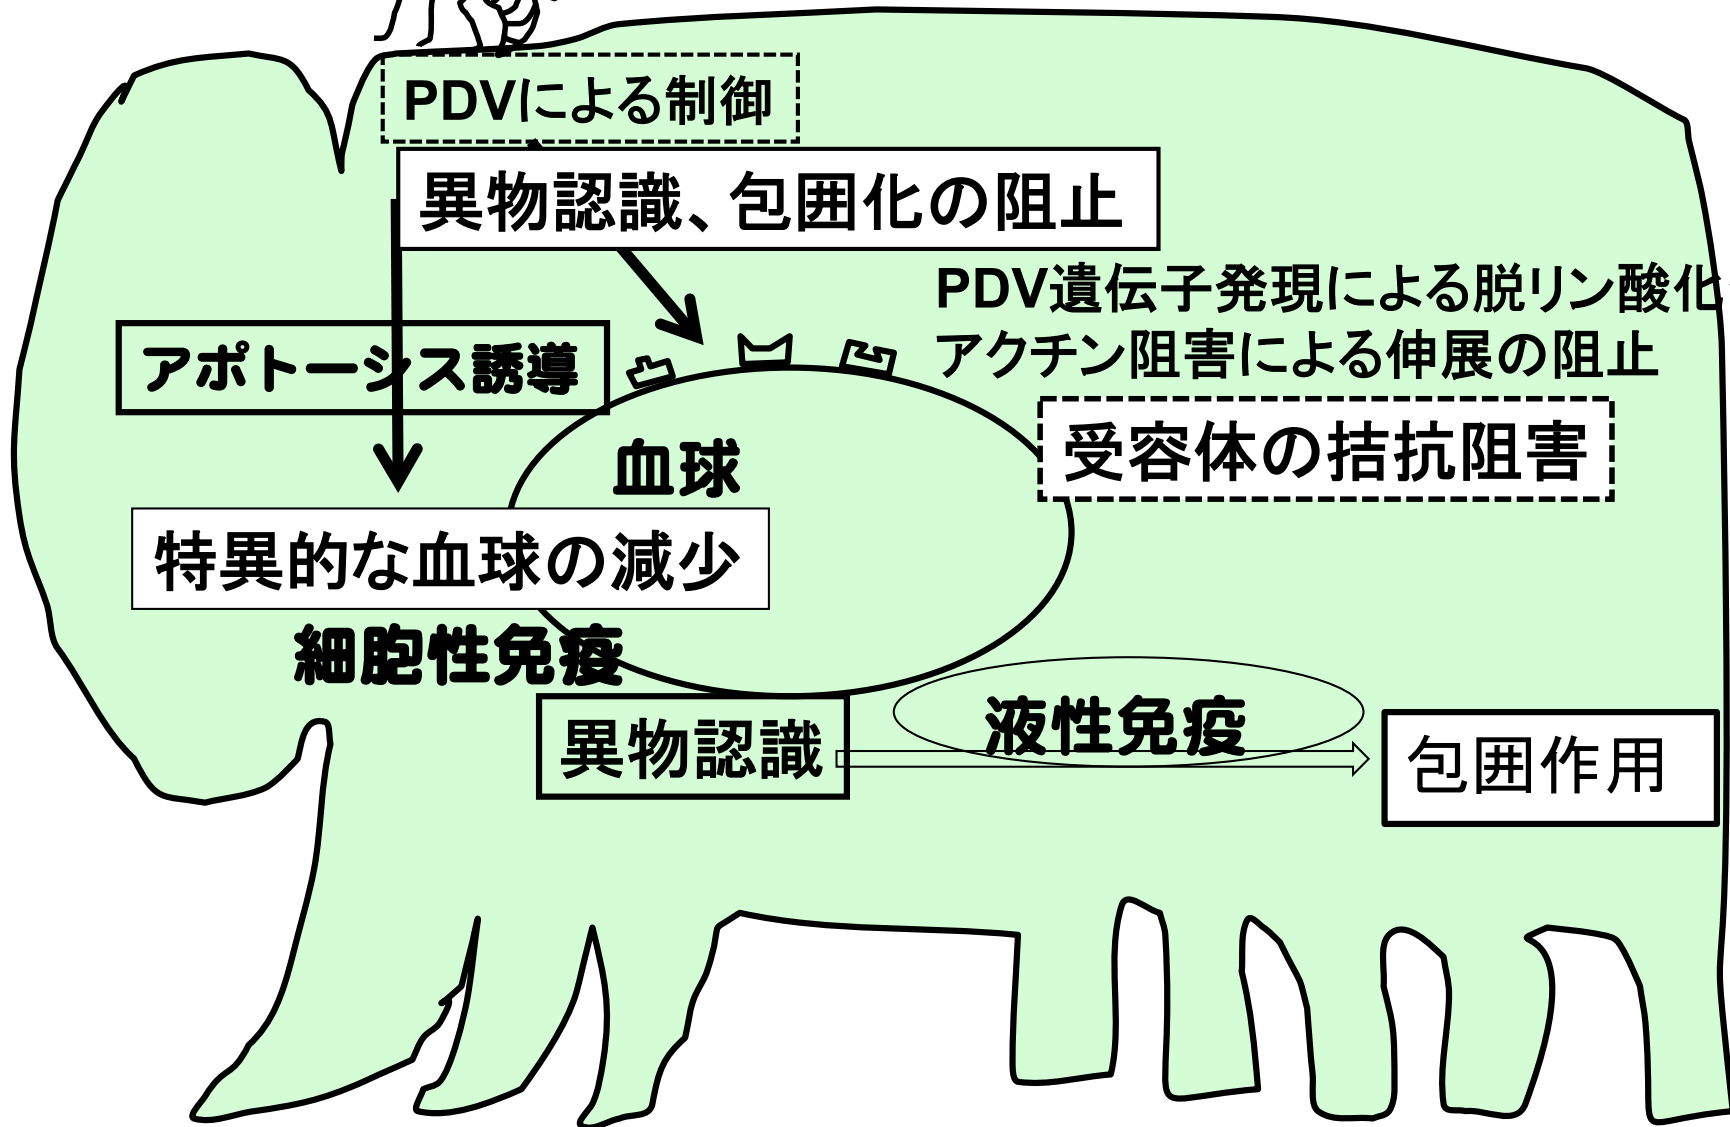 PDVによる制御
異物認識、包囲化の阻止
PDV遺伝子発現による脱リン酸化
アクチン阻害による伸展の阻止
アポトーシス誘導
受容体の拮抗阻害
血球
特異的な血球の減少
細胞性免疫
異物認識
液性免疫
包囲作用